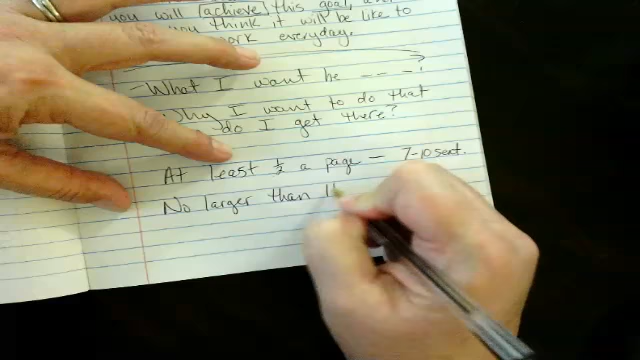 you will [achieve] this goal, and
you think it will be like to
work everyday.
- What I want be - - - ?
- Why I want to do that
do I get there?
At least ½ a page - 7-10 sent.
No larger than